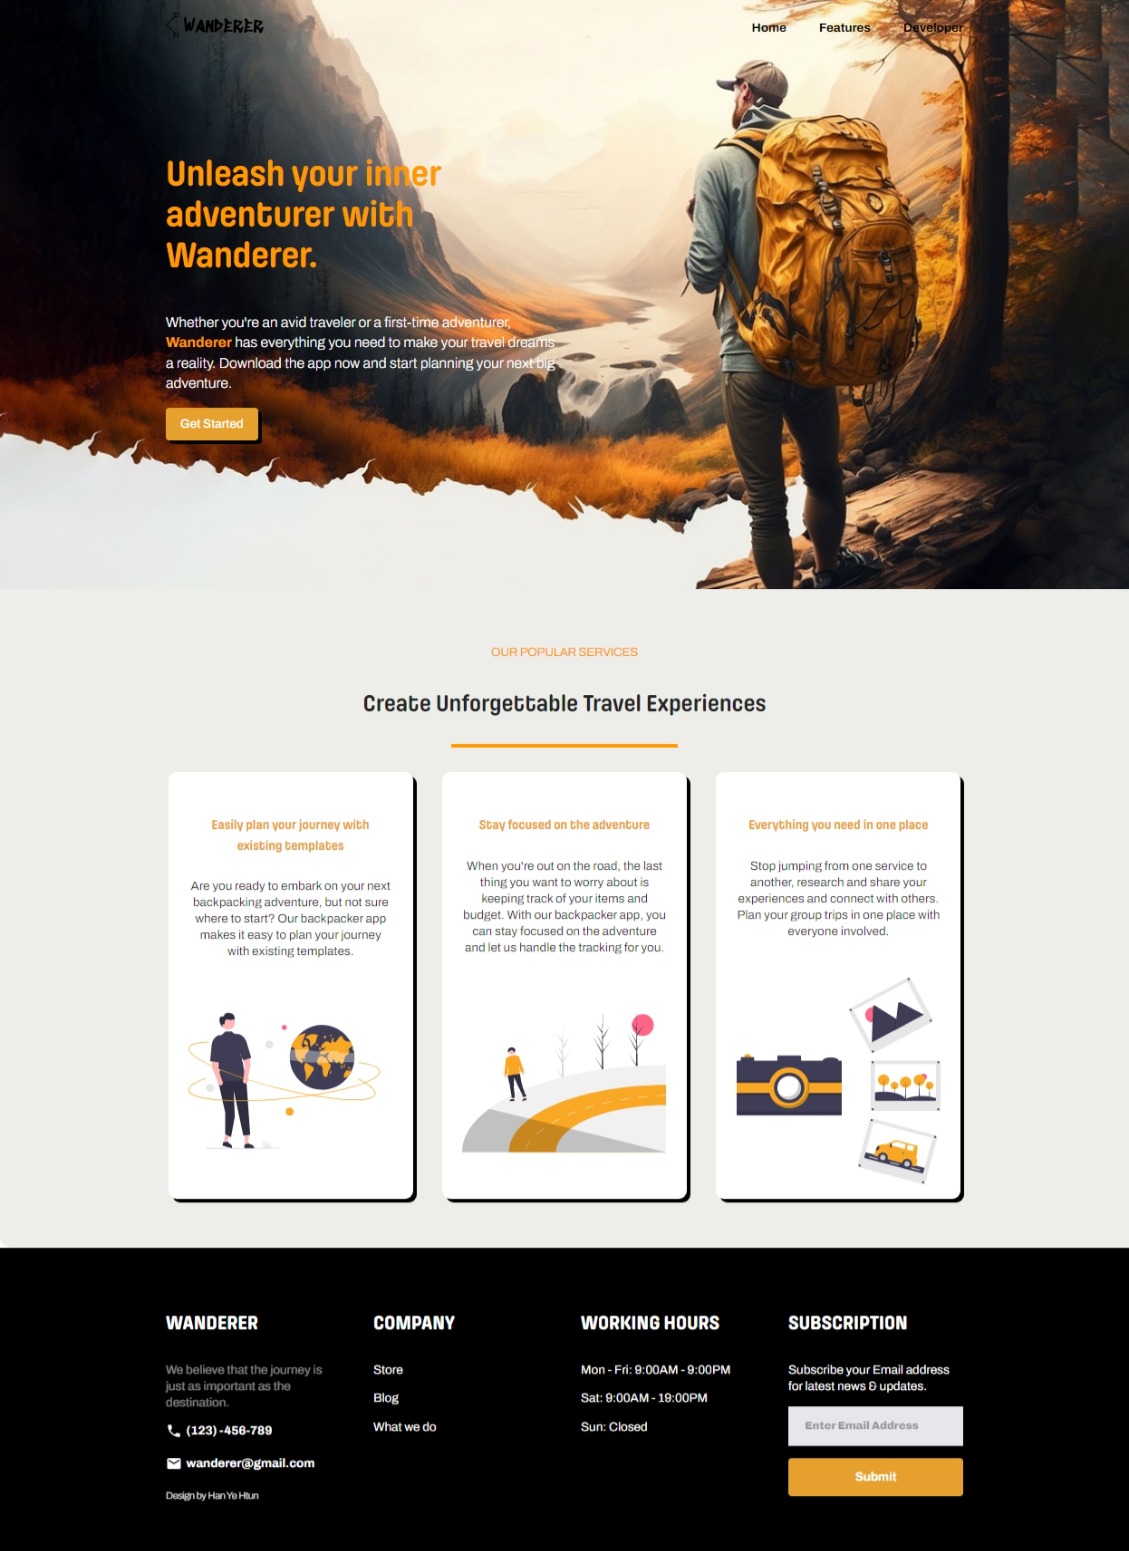 WANDERER
Home Features Developer
Unleash your inner
adventurer with
Wanderer.
Whether you're an avid traveler or a first-time adventurer,
Wanderer has everything you need to make your travel dreams
a reality. Download the app now and start planning your next big
adventure.
Get Started
OUR POPULAR SERVICES
Create Unforgettable Travel Experiences
Easily plan your journey with
existing templates
Are you ready to embark on your next
backpacking adventure, but not sure
where to start? Our backpacker app
makes it easy to plan your journey
with existing templates.
Stay focused on the adventure
When you're out on the road, the last
thing you want to worry about is
keeping track of your items and
budget. With our backpacker app, you
can stay focused on the adventure
and let us handle the tracking for you.
Everything you need in one place
Stop jumping from one service to
another, research and share your
experiences and connect with others.
Plan your group trips in one place with
everyone involved.
WANDERER
We believe that the journey is
just as important as the
destination.
(123) -456-789
wanderer@gmail.com
Design by Han Ye Htun
COMPANY
Store
Blog
What we do
WORKING HOURS
Mon - Fri: 9:00AM - 9:00PM
Sat: 9:00AM - 19:00PM
Sun: Closed
SUBSCRIPTION
Subscribe your Email address
for latest news & updates.
Enter Email Address
Submit